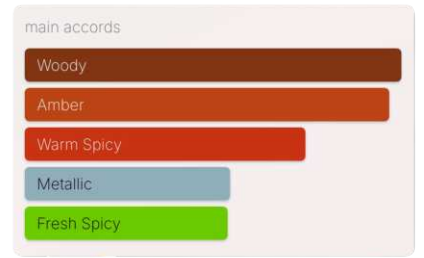 main accords
Woody
Amber
Warm Spicy
Metallic
Fresh Spicy